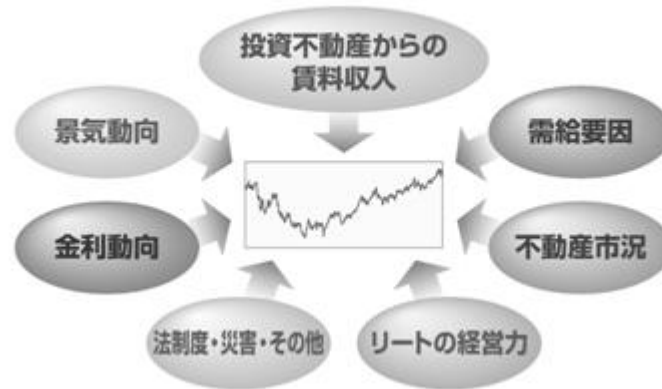 投資不動産からの
賃料収入
景気動向
需給要因
金利動向
不動産市況
法制度・災害・その他
リートの経営力